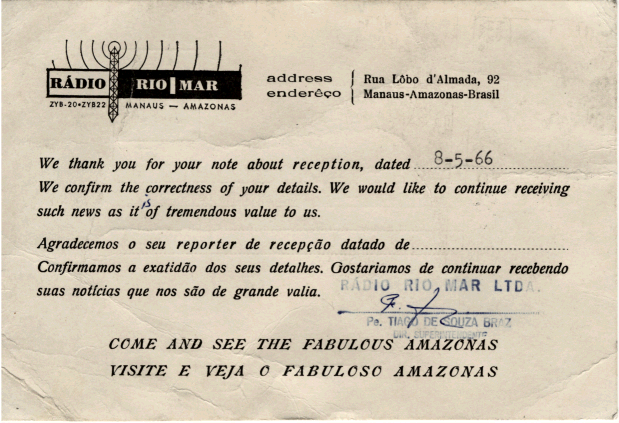 RÁDIO RIO MAR
ZYB-20•ZYB22 MANAUS — AMAZONAS
address
endereço
Rua Lôbo d'Almada, 92
Manaus-Amazonas-Brasil
We thank you for your note about reception, dated 8-5-66
We confirm the correctness of your details. We would like to continue receiving
such news as it is of tremendous value to us.
Agradecemos o seu reporter de recepção datado de
Confirmamos a exatidão dos seus detalhes. Gostariamos de continuar recebendo
suas notícias que nos são de grande valia.
RÁDIO RIO MAR LTDA.
Pe. TIAGO DE SOUZA BRAZ
COME AND SEE THE FABULOUS AMAZONAS
VISITE E VEJA O FABULOSO AMAZONAS